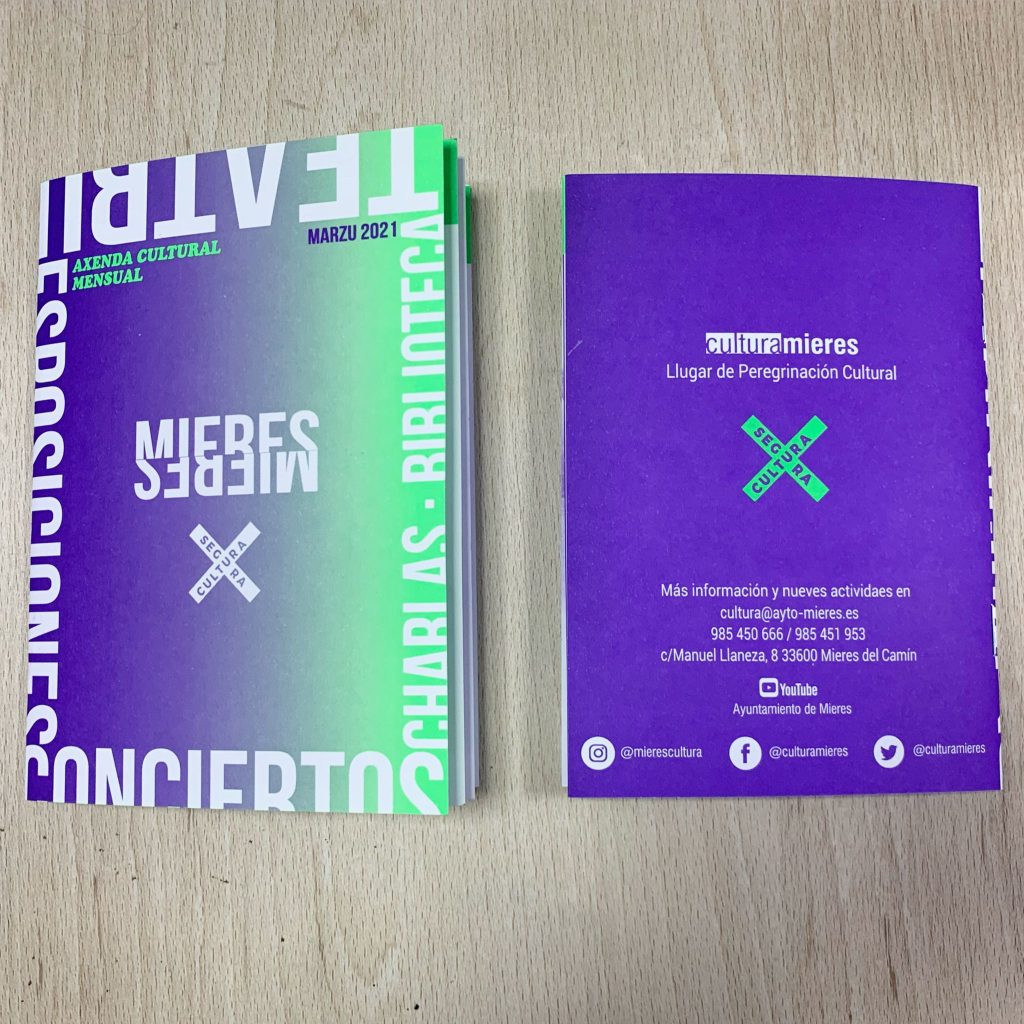 TEATRU
AXENDA CULTURAL
MENSUAL
MARZU 2021
ESPOSICIONES
CHARLAS · BIBLIOTECA
MIERES
MIERES
SEGURA
CULTURA
CONCIERTOS
culturamieres
Llugar de Peregrinación Cultural
SEGURA
CULTURA
Más información y nueves actividaes en
cultura@ayto-mieres.es
985 450 666 / 985 451 953
c/Manuel Llaneza, 8 33600 Mieres del Camín
YouTube
Ayuntamiento de Mieres
@mierescultura
@culturamieres
@culturamieres